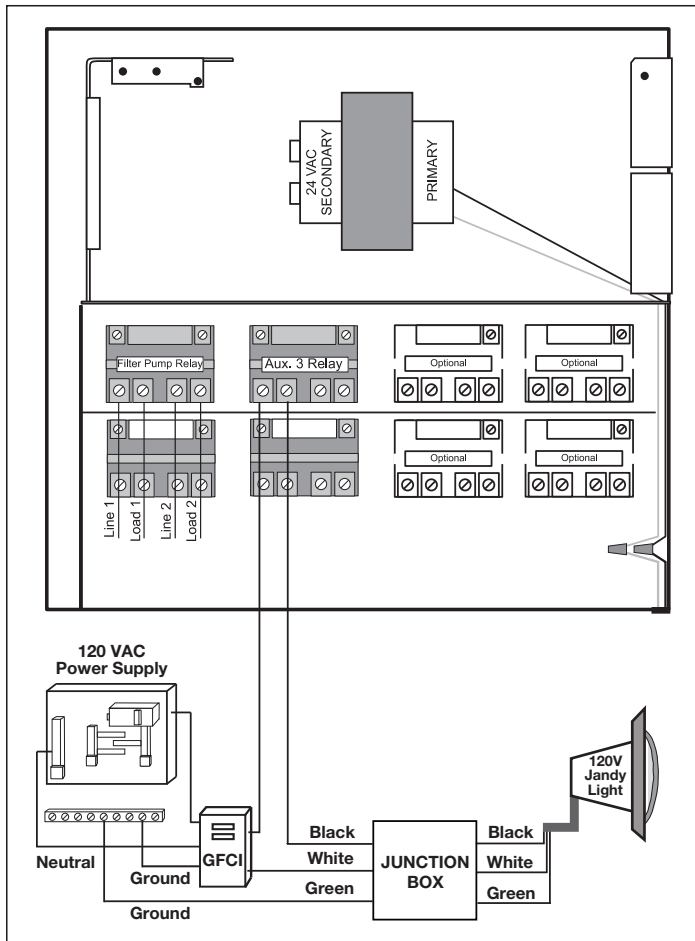 24 VAC
SECONDARY
PRIMARY
Filter Pump Relay
Aux. 3 Relay
Optional
Optional
Optional
Optional
Line 1
Load 1
Line 2
Load 2
120 VAC
Power Supply
120V
Jandy
Light
GFCI
Neutral
Ground
Ground
Black
White
Green
JUNCTION
BOX
Black
White
Green